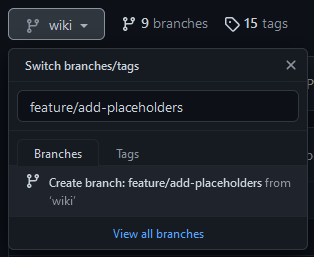 wiki
9 branches
15 tags
Switch branches/tags
feature/add-placeholders
Branches
Tags
Create branch: feature/add-placeholders from
'wiki'
View all branches